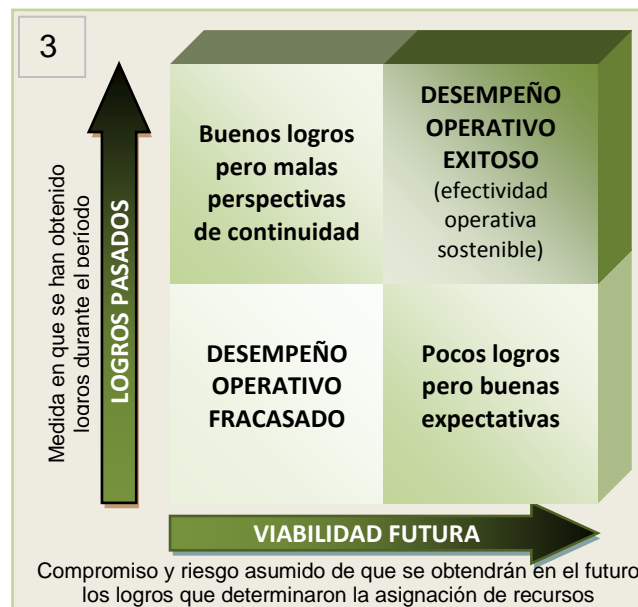 3
Medida en que se han obtenido
logros durante el período
LOGROS PASADOS
Buenos logros
pero malas
perspectivas
de continuidad
DESEMPEÑO
OPERATIVO
EXITOSO
(efectividad
operativa
sostenible)
DESEMPEÑO
OPERATIVO
FRACASADO
Pocos logros
pero buenas
expectativas
VIABILIDAD FUTURA
Compromiso y riesgo asumido de que se obtendrán en el futuro
los logros que determinaron la asignación de recursos